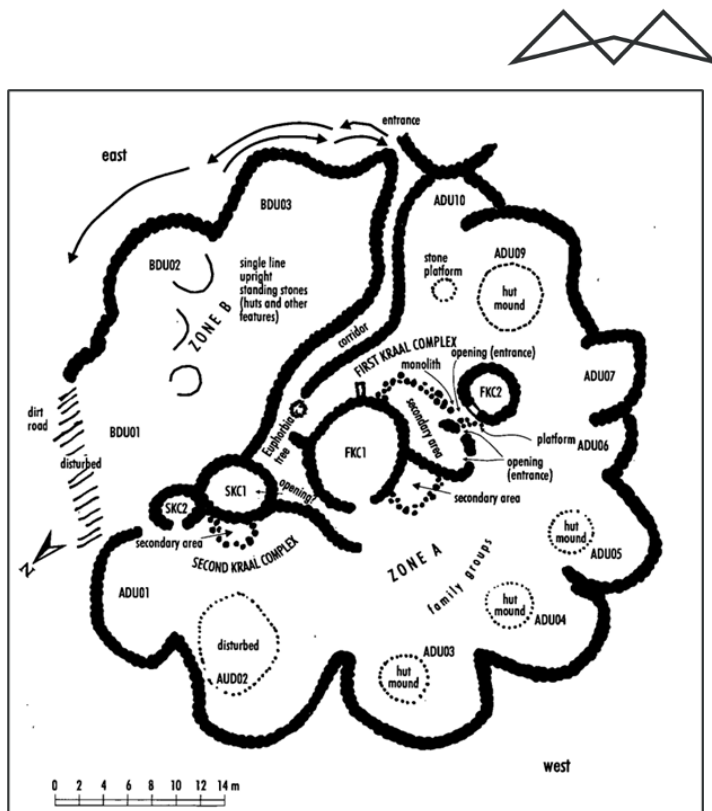 entrance
east
BDU03
ADU10
BDU02
ADU09
single line
upright
standing stones
(huts and other
features)
stone
platform
hut
mound
ZONE B
corridor
FIRST KRAAL COMPLEX
opening (entrance)
monolith
ADU07
FKC2
secondary area
dirt
road
BDU01
Euphorbia
tree
platform
ADU06
disturbed
FKC1
opening
(entrance)
SKC1
opening?
secondary area
SKC2
N
secondary area
SECOND KRAAL COMPLEX
ZONE A
family groups
hut
mound
ADU05
ADU01
hut
mound
ADU04
disturbed
AUD02
ADU03
hut
mound
west
0 2 4 6 8 10 12 14 m